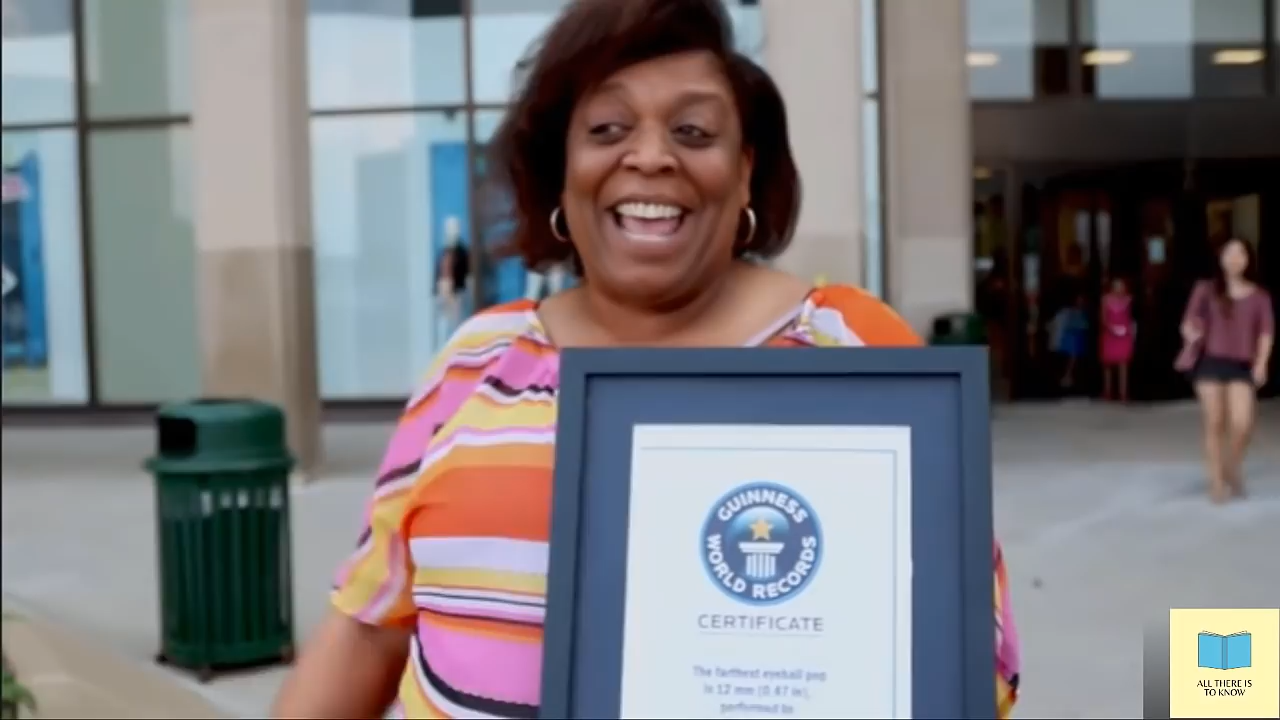 GUINNESS
WORLD RECORDS
CERTIFICATE
The farthest eyeball pop
is 12 mm (0.47 in),
performed by
ALL THERE IS
TO KNOW